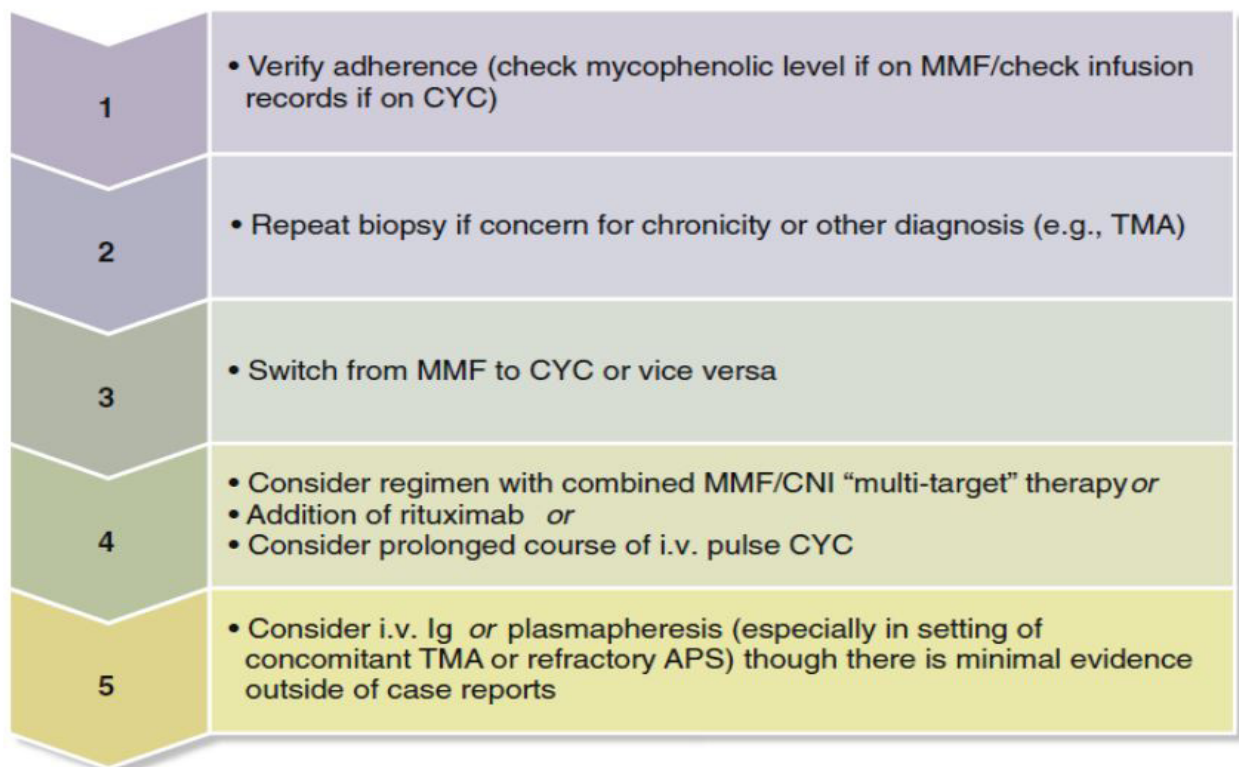 1
• Verify adherence (check mycophenolic level if on MMF/check infusion
records if on CYC)
2
• Repeat biopsy if concern for chronicity or other diagnosis (e.g., TMA)
3
• Switch from MMF to CYC or vice versa
4
• Consider regimen with combined MMF/CNI “multi-target” therapy or
• Addition of rituximab or
• Consider prolonged course of i.v. pulse CYC
5
• Consider i.v. Ig or plasmapheresis (especially in setting of
concomitant TMA or refractory APS) though there is minimal evidence
outside of case reports